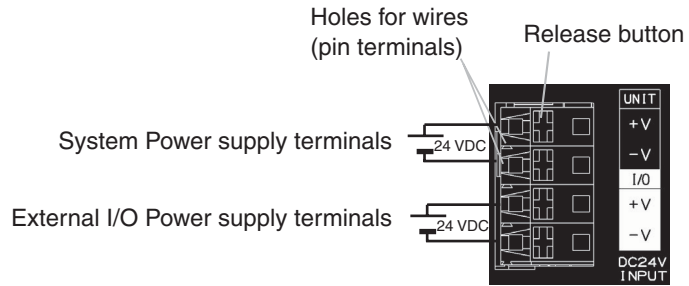 Holes for wires
(pin terminals)
Release button
System Power supply terminals
24 VDC
External I/O Power supply terminals
24 VDC
UNIT
+V
−V
I/0
+V
−V
DC24V
INPUT